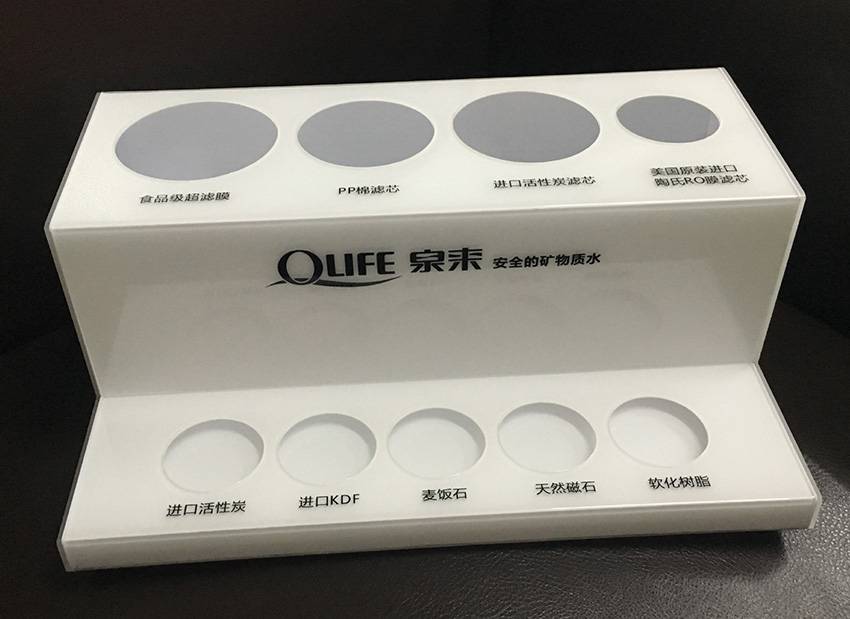 食品级超滤膜
PP棉滤芯
进口活性炭滤芯
美国原装进口
陶氏RO膜滤芯
QLIFE 泉来 安全的矿物质水
进口活性炭
进口KDF
麦饭石
天然磁石
软化树脂